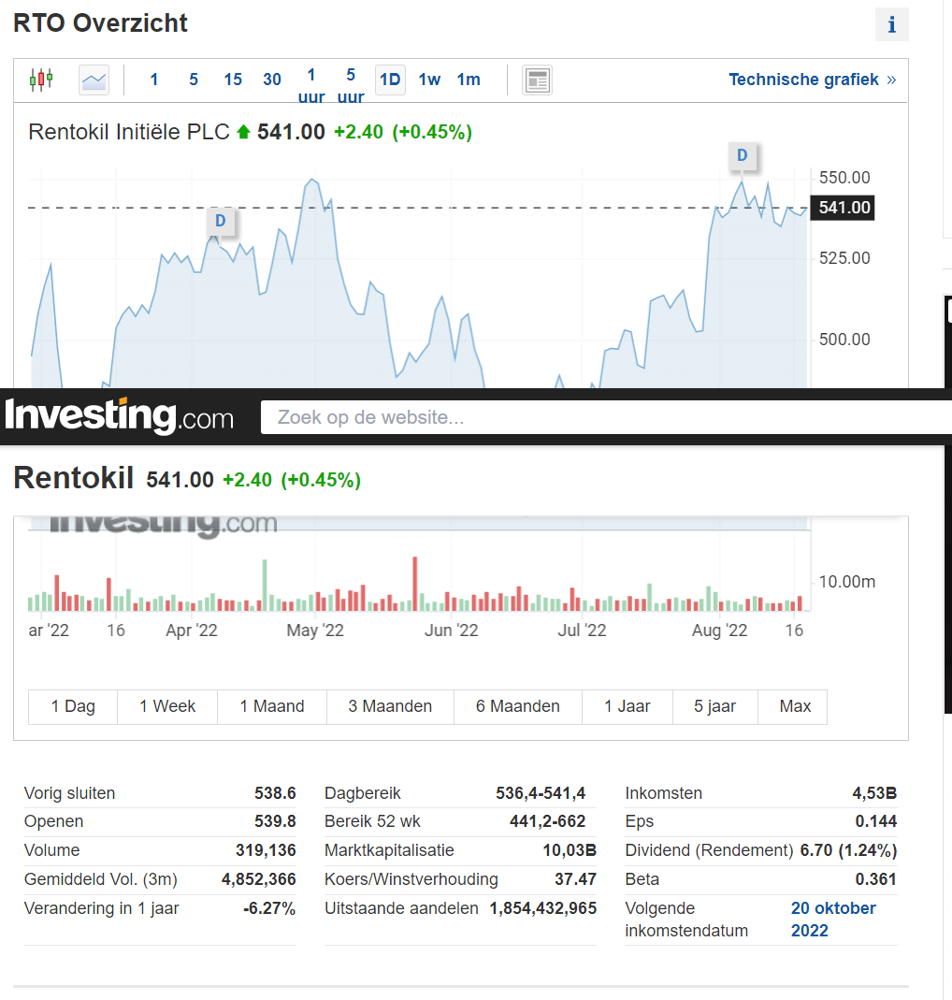 RTO Overzicht
i
1 5 15 30 1 uur 5 uur 1D 1w 1m
Technische grafiek »
Rentokil Initiële PLC 541.00 +2.40 (+0.45%)
D
550.00
D
541.00
525.00
500.00
Investing.com
Zoek op de website...
Rentokil 541.00 +2.40 (+0.45%)
Investing.com
10.00m
ar '22 16 Apr '22 May '22 Jun '22 Jul '22 Aug '22 16
1 Dag 1 Week 1 Maand 3 Maanden 6 Maanden 1 Jaar 5 jaar Max
Vorig sluiten 538.6
Openen 539.8
Volume 319,136
Gemiddeld Vol. (3m) 4,852,366
Verandering in 1 jaar -6.27%
Dagbereik 536,4-541,4
Bereik 52 wk 441,2-662
Marktkapitalisatie 10,03B
Koers/Winstverhouding 37.47
Uitstaande aandelen 1,854,432,965
Inkomsten 4,53B
Eps 0.144
Dividend (Rendement) 6.70 (1.24%)
Beta 0.361
Volgende inkomstendatum 20 oktober 2022